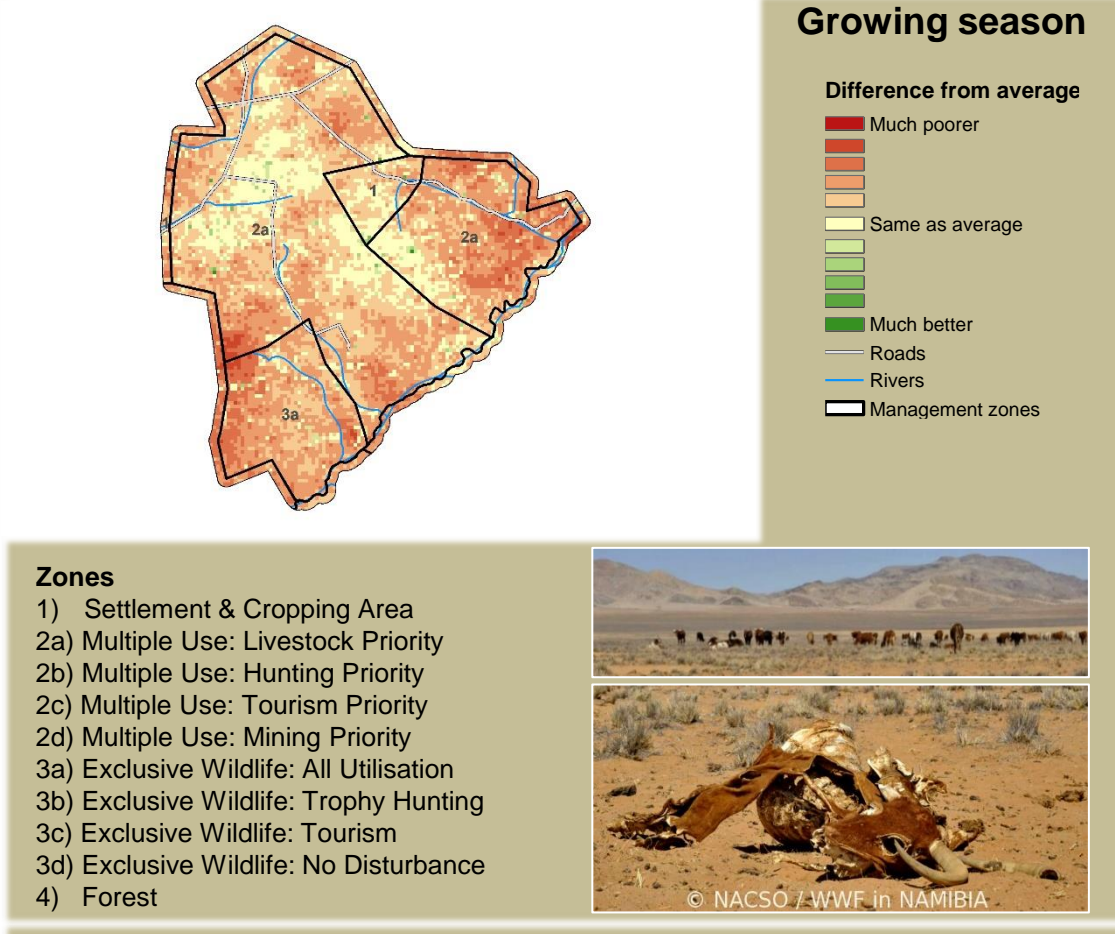 Growing season
Difference from average
Much poorer
Same as average
Much better
Roads
Rivers
Management zones
1
2a
2a
3a
Zones
1) Settlement & Cropping Area
2a) Multiple Use: Livestock Priority
2b) Multiple Use: Hunting Priority
2c) Multiple Use: Tourism Priority
2d) Multiple Use: Mining Priority
3a) Exclusive Wildlife: All Utilisation
3b) Exclusive Wildlife: Trophy Hunting
3c) Exclusive Wildlife: Tourism
3d) Exclusive Wildlife: No Disturbance
4) Forest
© NACSO / WWF in NAMIBIA